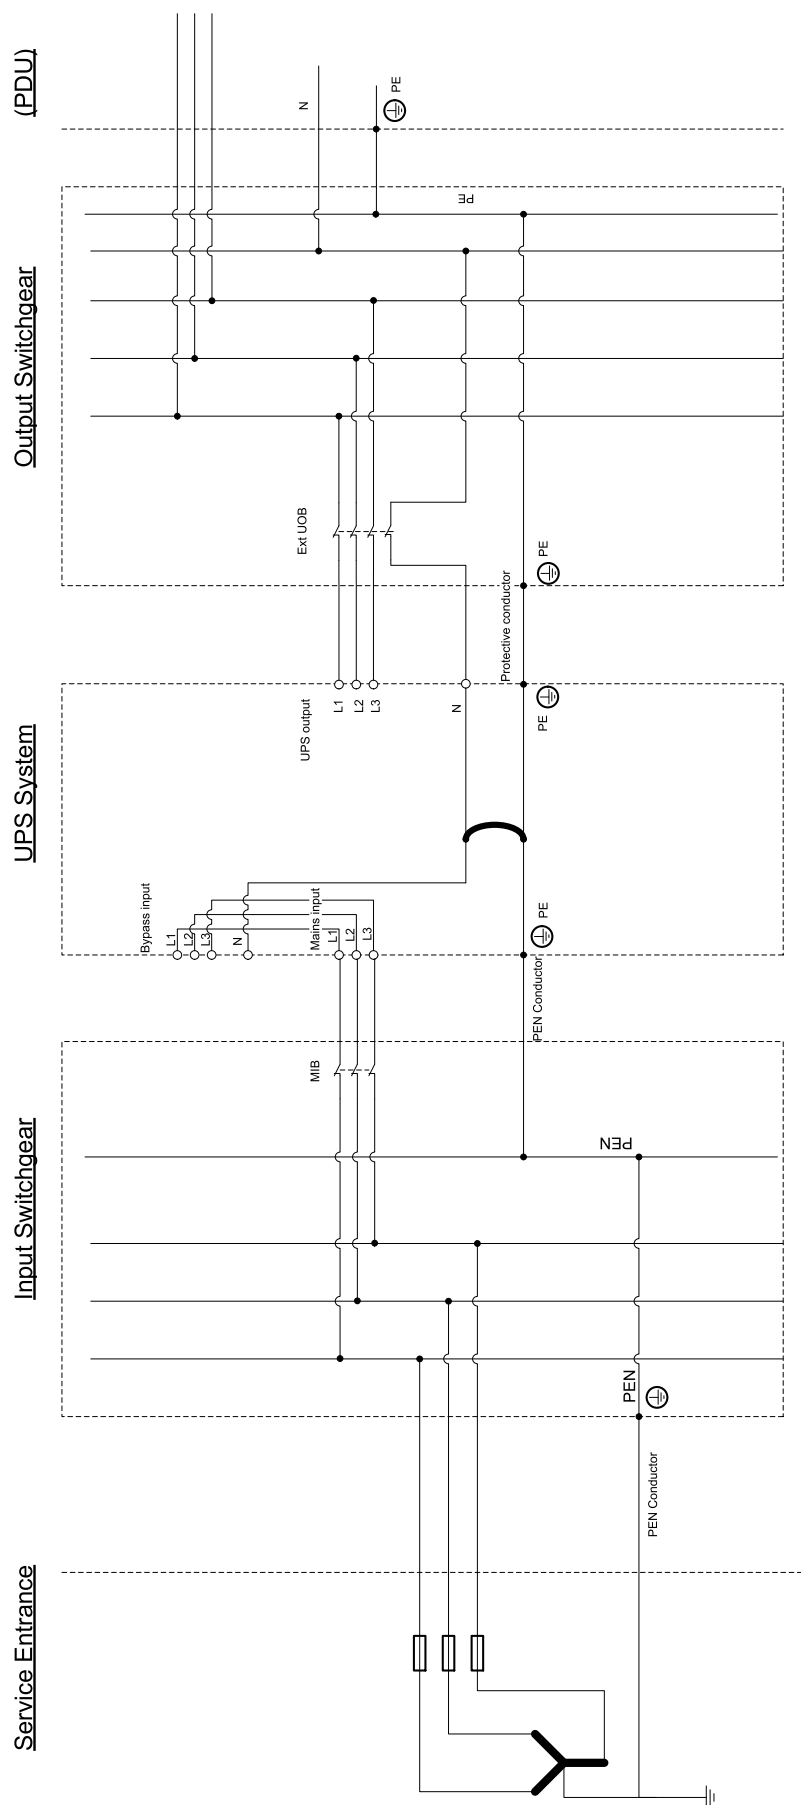 (PDU)
N
PE
PE
Output Switchgear
Ext UOB
PE
Protective conductor
UPS System
UPS output
L1
L2
L3
N
PE
Bypass input
L1
L2
L3
N
Mains input
L1
L2
L3
PE
PEN Conductor
Input Switchgear
MIB
PEN
PEN
PEN Conductor
Service Entrance